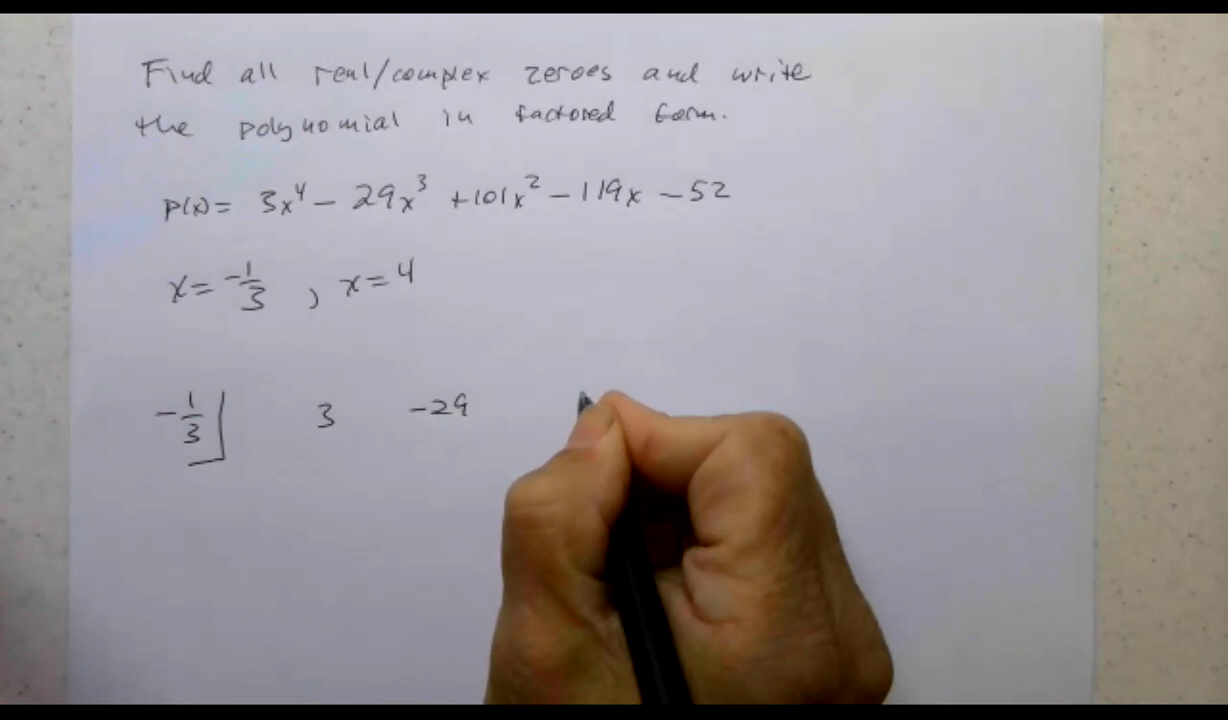 Find all real/complex zeroes and write
the polynomial in factored form.
P(x) = 3x⁴ - 29x³ + 101x² - 119x - 52
x = -1/3 , x = 4
-1/3 | 3 -29